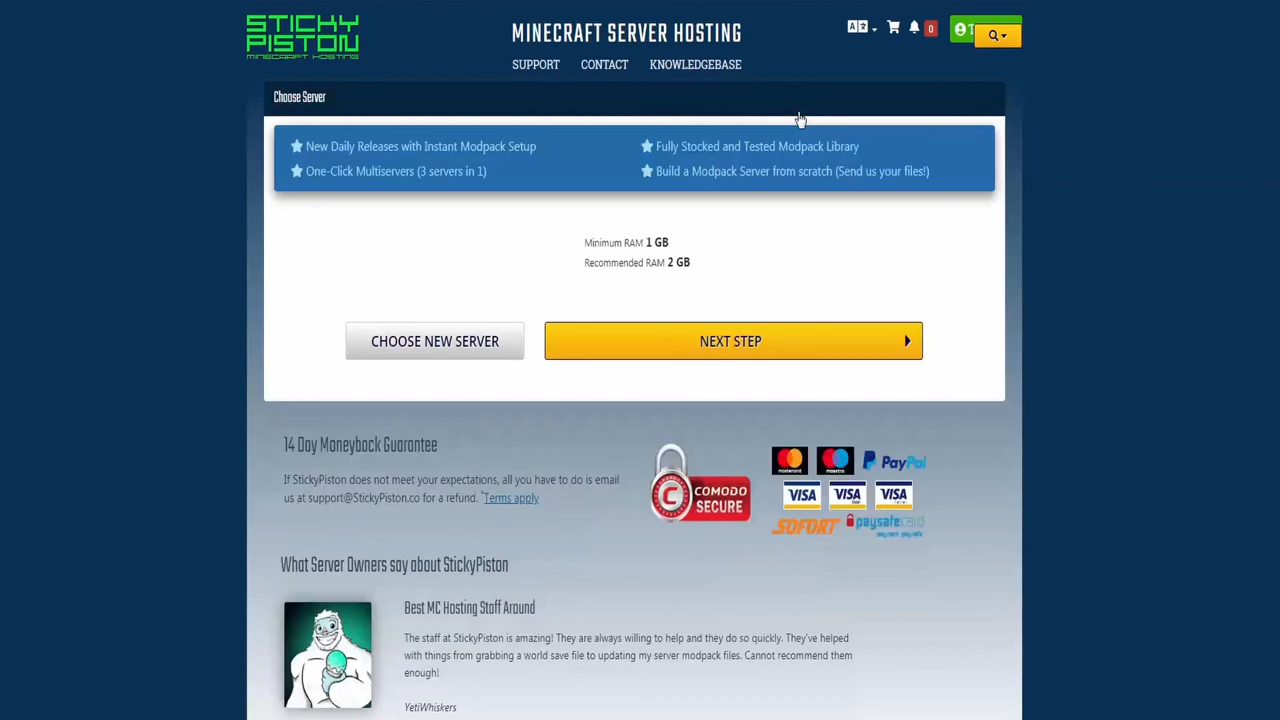 STICKY
PISTON
MINECRAFT HOSTING
MINECRAFT SERVER HOSTING
SUPPORT CONTACT KNOWLEDGEBASE
0
Choose Server
New Daily Releases with Instant Modpack Setup
Fully Stocked and Tested Modpack Library
One-Click Multiservers (3 servers in 1)
Build a Modpack Server from scratch (Send us your files!)
Minimum RAM 1 GB
Recommended RAM 2 GB
CHOOSE NEW SERVER
NEXT STEP
14 Day Moneyback Guarantee
If StickyPiston does not meet your expectations, all you have to do is email
us at support@StickyPiston.co for a refund. *Terms apply
COMODO
SECURE
mastercard
maestro
PayPal
VISA
VISA
VISA
SOFORT
paysafecard
pay cash. pay safe.
What Server Owners say about StickyPiston
Best MC Hosting Staff Around
The staff at StickyPiston is amazing! They are always willing to help and they do so quickly. They've helped
with things from grabbing a world save file to updating my server modpack files. Cannot recommend them
enough!
YetiWhiskers